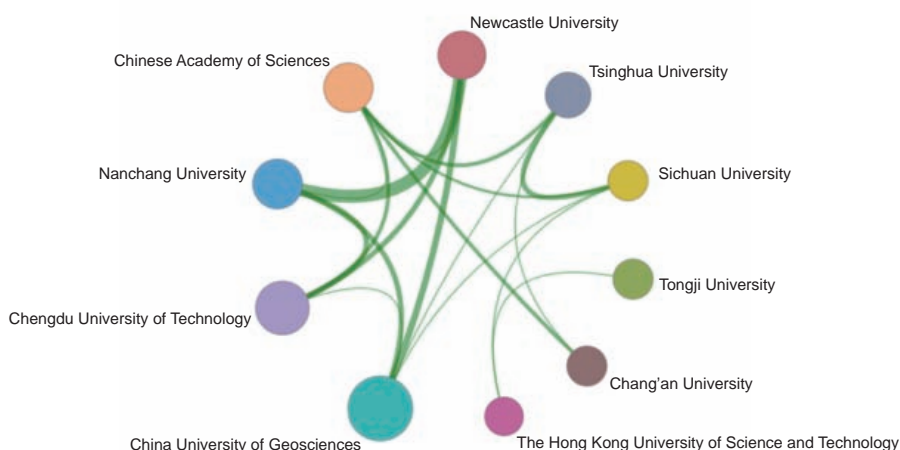 Newcastle University
Chinese Academy of Sciences
Tsinghua University
Nanchang University
Sichuan University
Tongji University
Chengdu University of Technology
Chang’an University
China University of Geosciences
The Hong Kong University of Science and Technology